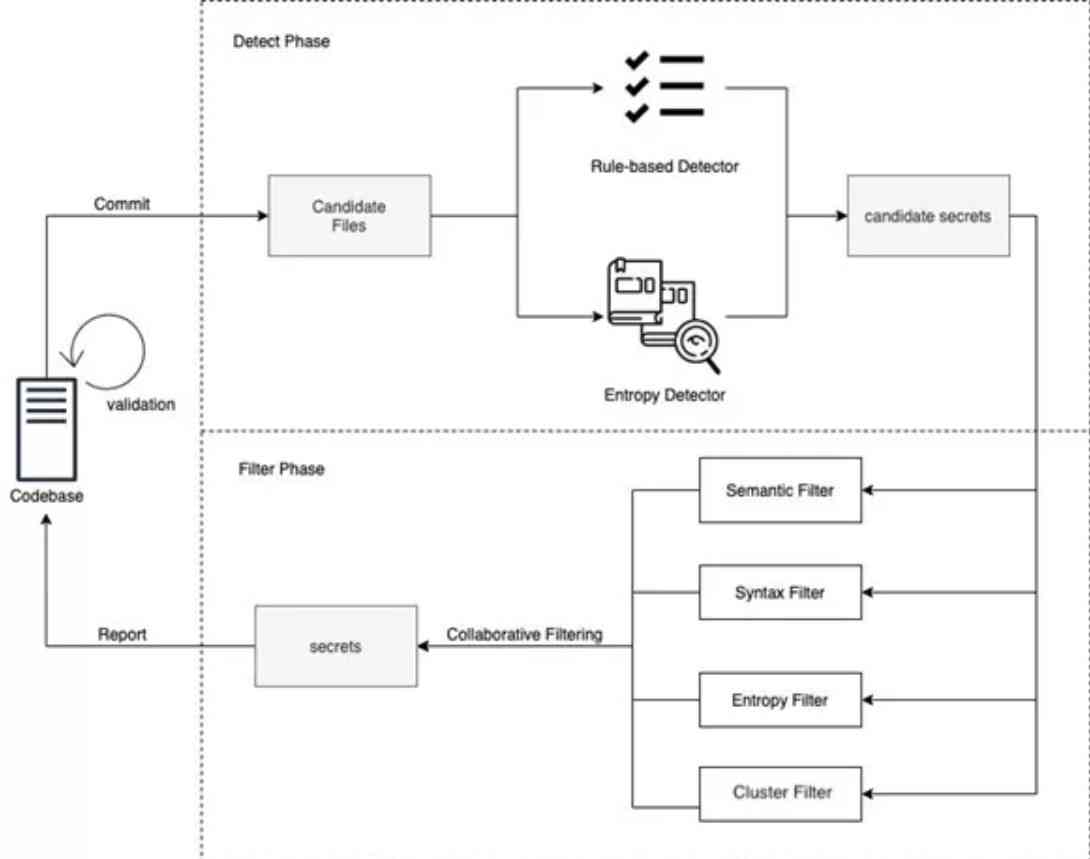 Detect Phase
Rule-based Detector
Commit
Candidate
Files
candidate secrets
validation
Entropy Detector
Codebase
Filter Phase
Semantic Filter
Syntax Filter
Report
secrets
Collaborative Filtering
Entropy Filter
Cluster Filter